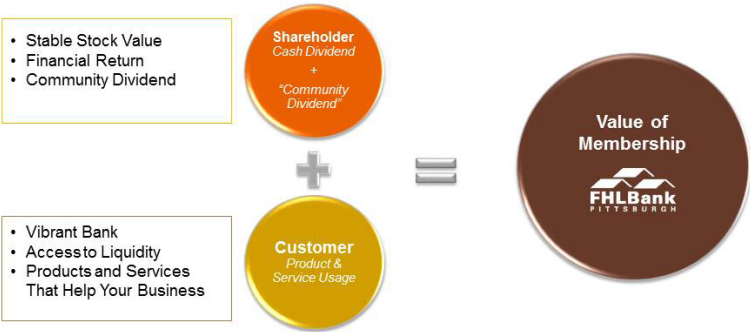 • Stable Stock Value
• Financial Return
• Community Dividend
Shareholder
Cash Dividend
+
“Community
Dividend”
• Vibrant Bank
• Access to Liquidity
• Products and Services
That Help Your Business
Customer
Product &
Service Usage
Value of
Membership
FHLBank
PITTSBURGH